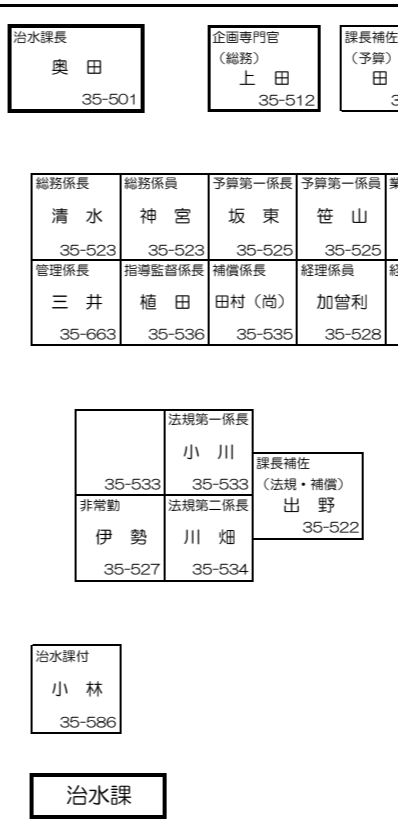 治水課長
奥　田
35-501
企画専門官
（総務）
上　田
35-512
課長補佐
（予算）
田
3
総務係長
清　水
35-523
総務係員
神　宮
35-523
予算第一係長
坂　東
35-525
予算第一係員
笹　山
35-525
業
管理係長
三　井
35-663
指導監督係長
植　田
35-536
補償係長
田村（尚）
35-535
経理係員
加曾利
35-528
経
35-533
法規第一係長
小　川
35-533
課長補佐
（法規・補償）
出　野
35-522
非常勤
伊　勢
35-527
法規第二係長
川　畑
35-534
治水課付
小　林
35-586
治水課